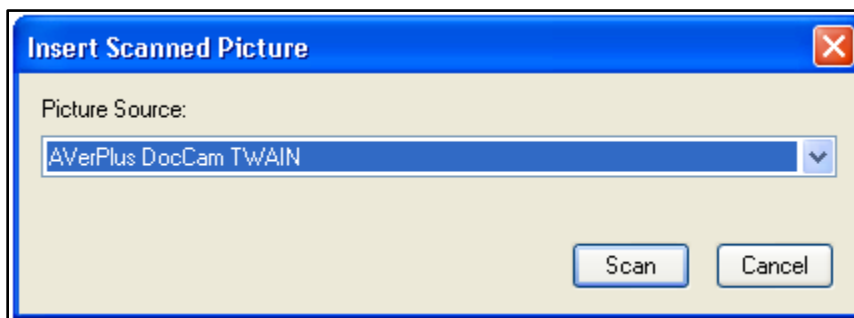 Insert Scanned Picture
Picture Source:
AVerPlus DocCam TWAIN
Scan Cancel